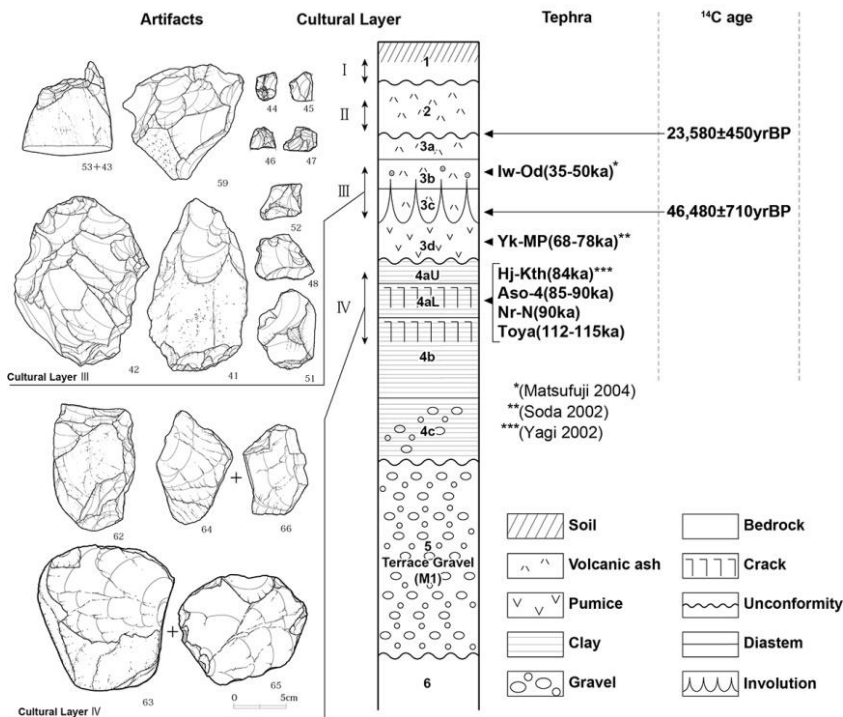 Artifacts
Cultural Layer
Tephra
¹⁴C age
53+43
59
44
45
46
47
52
48
42
41
51
Cultural Layer Ⅲ
62
64
+
66
63
+
65
0 5cm
Cultural Layer Ⅳ
Ⅰ
Ⅱ
Ⅲ
Ⅳ
1
2
3a
3b
3c
3d
4aU
4aL
4b
4c
5
Terrace Gravel
(M1)
6
23,580±450yrBP
Iw-Od(35-50ka)*
46,480±710yrBP
Yk-MP(68-78ka)**
Hj-Kth(84ka)***
Aso-4(85-90ka)
Nr-N(90ka)
Toya(112-115ka)
*(Matsufuji 2004)
**(Soda 2002)
***(Yagi 2002)
Soil
Volcanic ash
Pumice
Clay
Gravel
Bedrock
Crack
Unconformity
Diastem
Involution